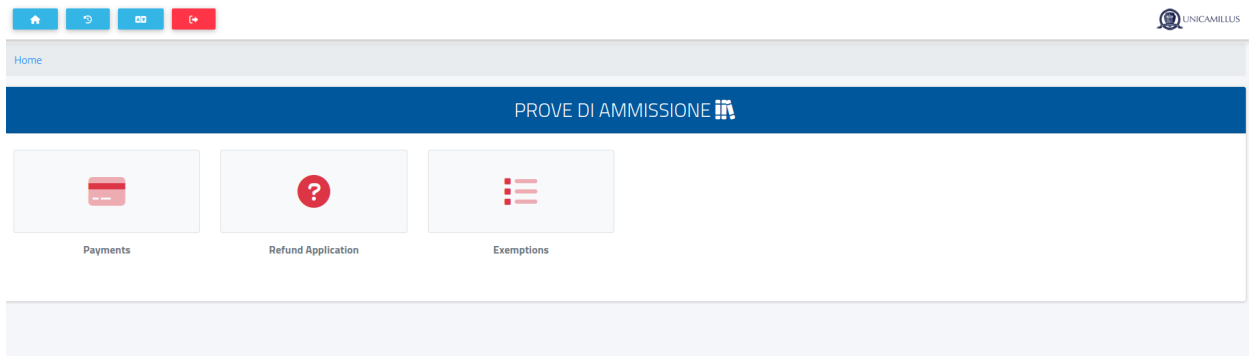 UNICAMILLUS
Home
PROVE DI AMMISSIONE
Payments
Refund Application
Exemptions